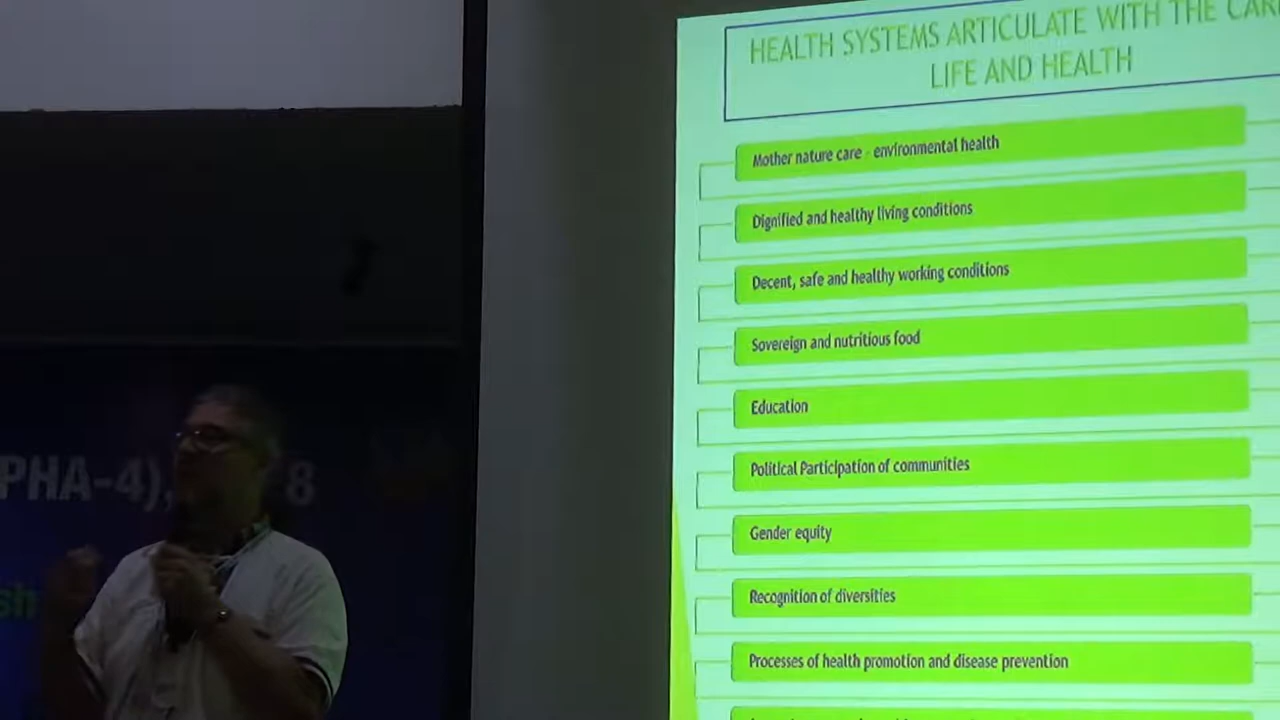 HEALTH SYSTEMS ARTICULATE WITH THE
LIFE AND HEALTH
Mother nature care - environmental health
Dignified and healthy living conditions
Decent, safe and healthy working conditions
Sovereign and nutritious food
Education
Political Participation of communities
Gender equity
Recognition of diversities
Processes of health promotion and disease prevention
PHA-4), 8
sh